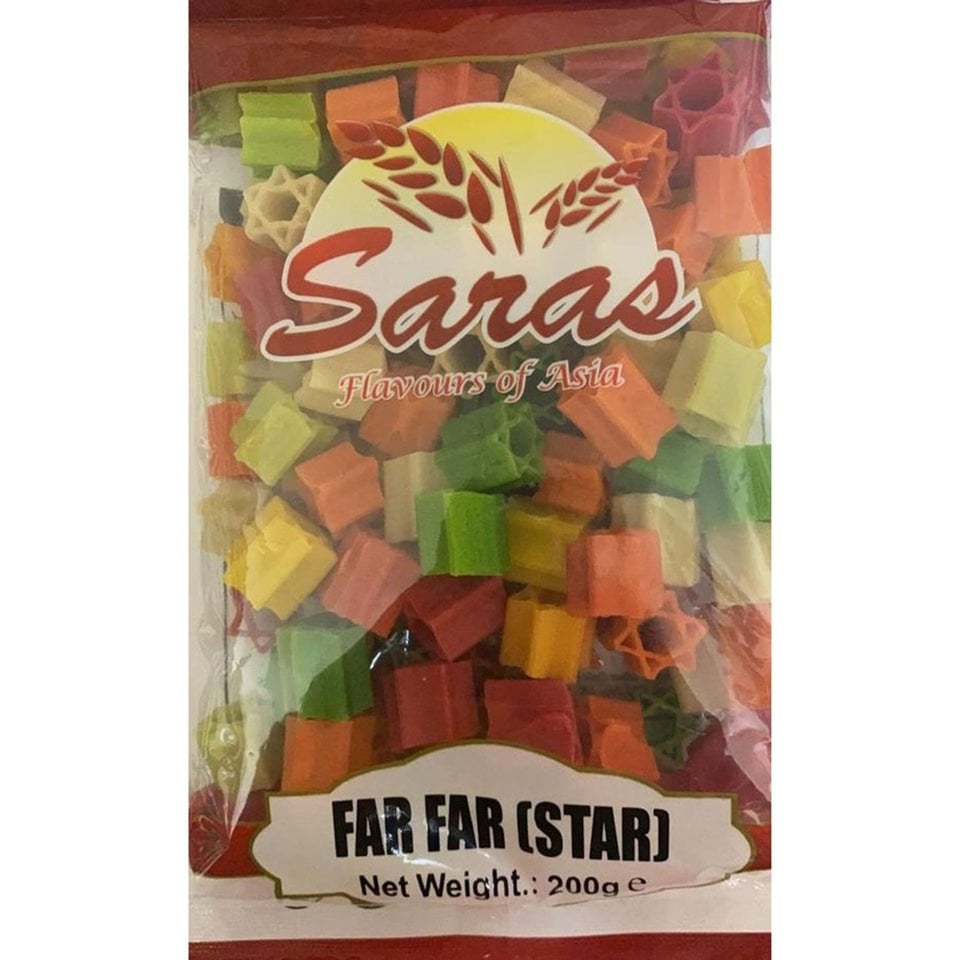 Saras
Flavours of Asia
FAR FAR (STAR)
Net Weight.: 200g e